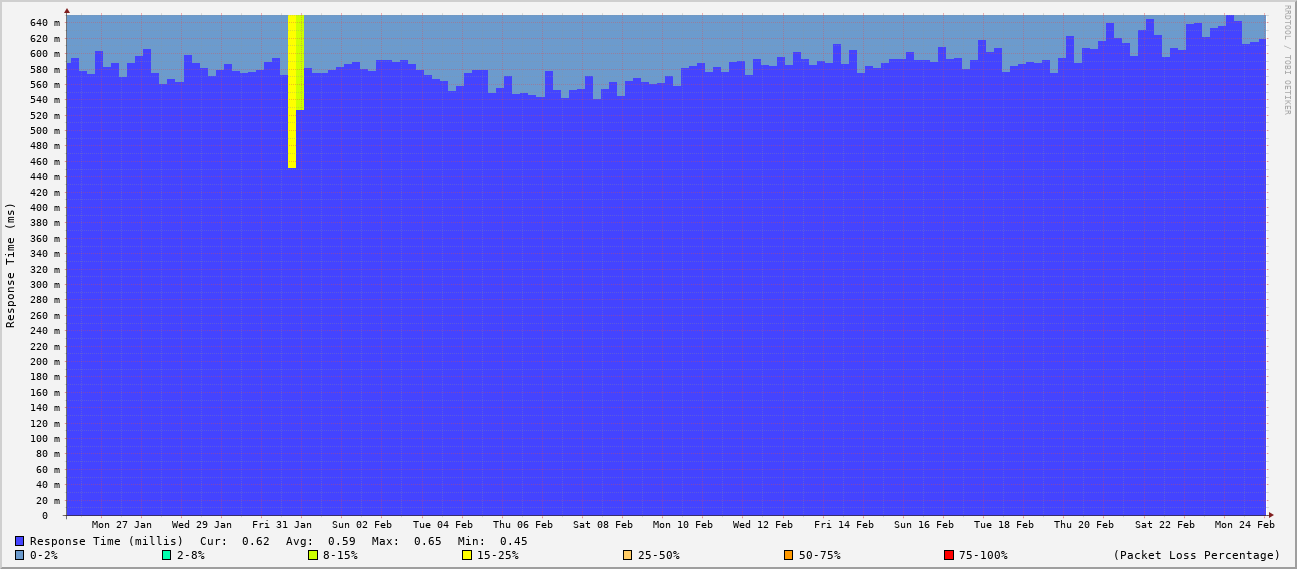 RRDTOOL / TOBI OETIKER
Response Time (ms)
640 m
620 m
600 m
580 m
560 m
540 m
520 m
500 m
480 m
460 m
440 m
420 m
400 m
380 m
360 m
340 m
320 m
300 m
280 m
260 m
240 m
220 m
200 m
180 m
160 m
140 m
120 m
100 m
80 m
60 m
40 m
20 m
0
Mon 27 Jan Wed 29 Jan Fri 31 Jan Sun 02 Feb Tue 04 Feb Thu 06 Feb Sat 08 Feb Mon 10 Feb Wed 12 Feb Fri 14 Feb Sun 16 Feb Tue 18 Feb Thu 20 Feb Sat 22 Feb Mon 24 Feb
Response Time (millis) Cur: 0.62 Avg: 0.59 Max: 0.65 Min: 0.45
0-2% 2-8% 8-15% 15-25% 25-50% 50-75% 75-100% (Packet Loss Percentage)